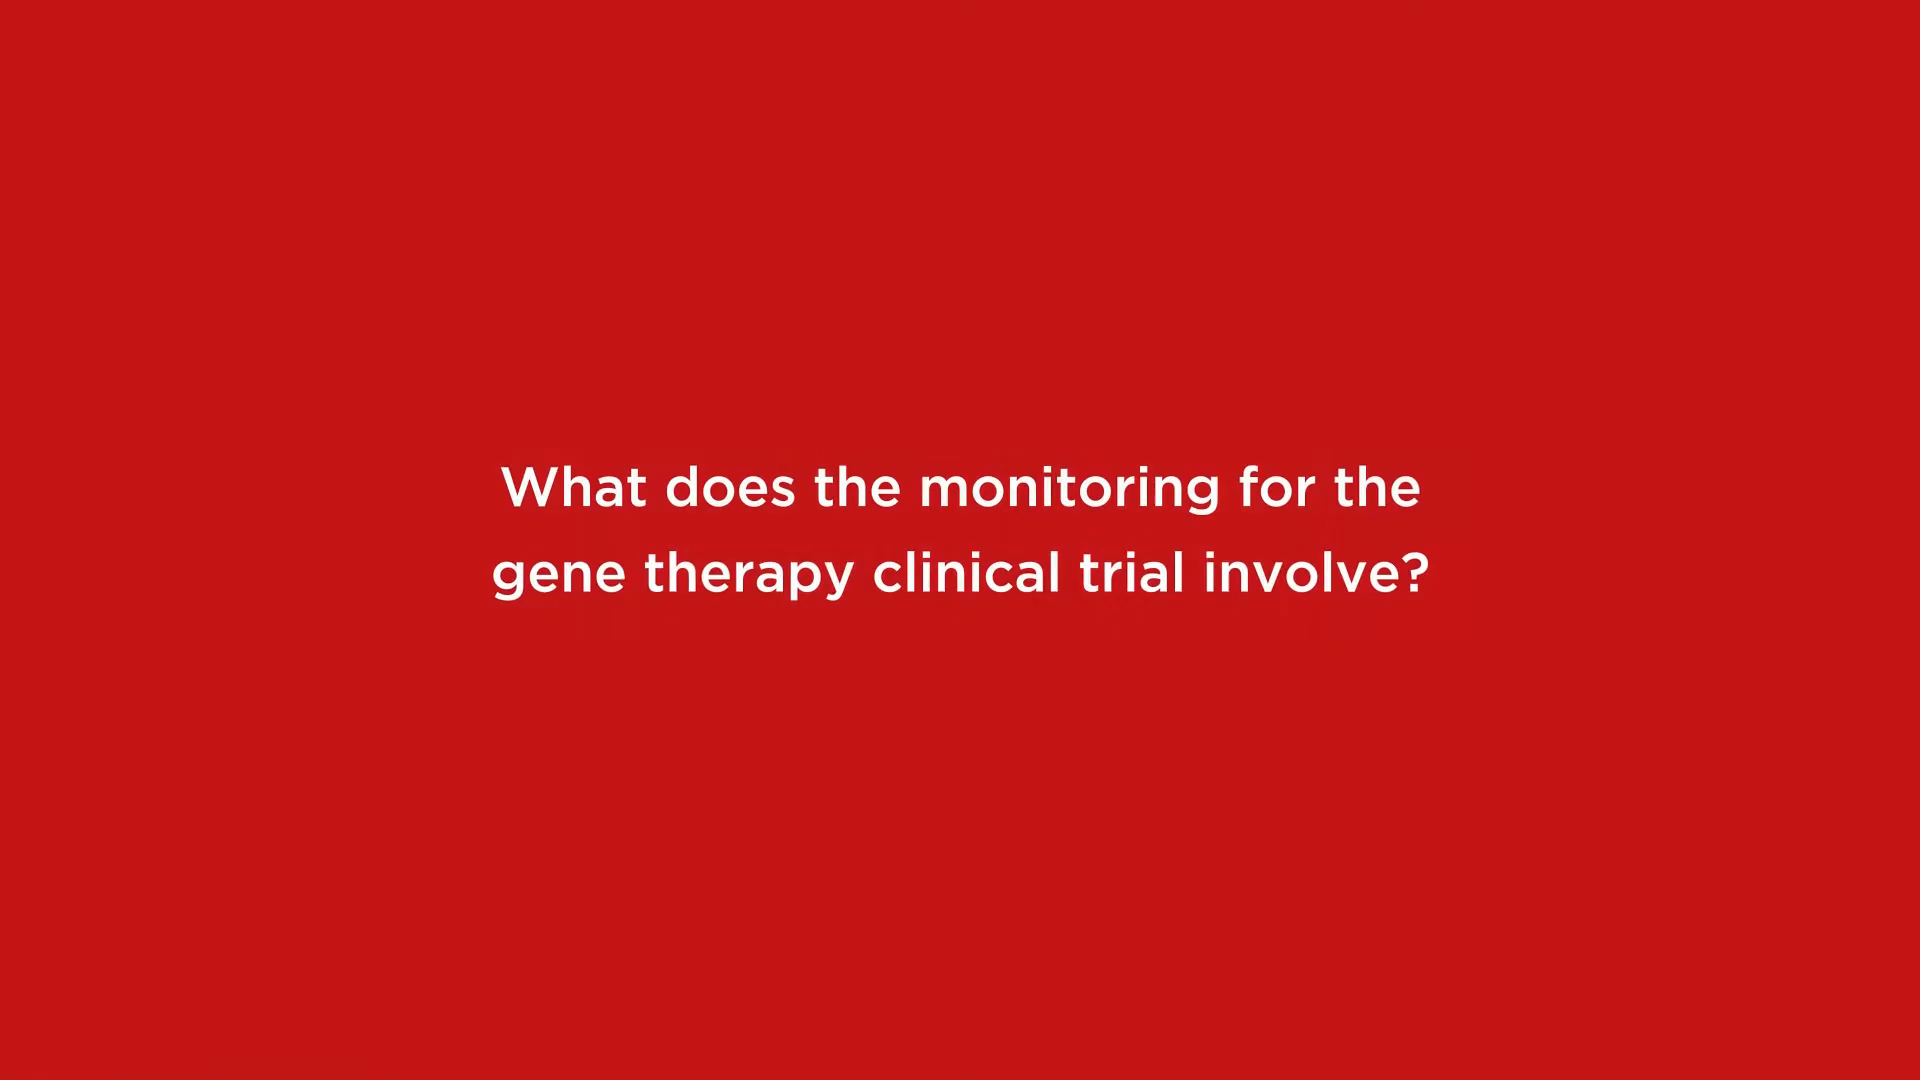 What does the monitoring for the
gene therapy clinical trial involve?